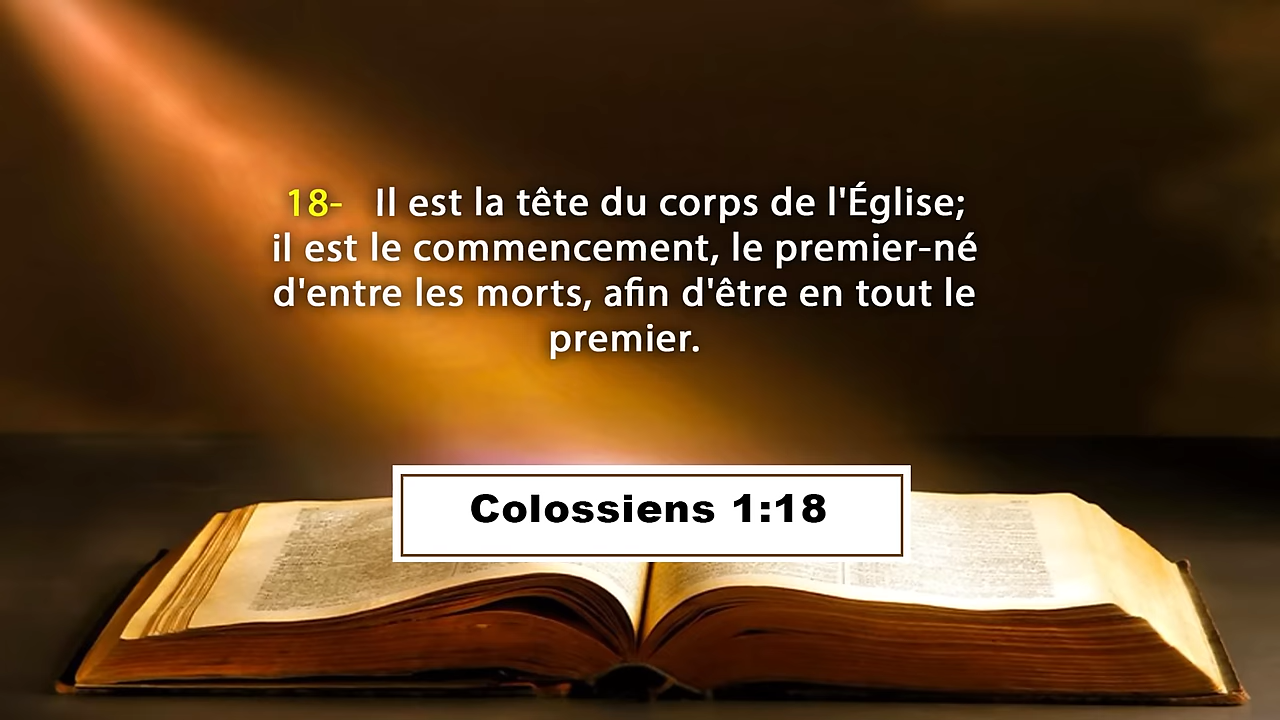 18- Il est la tête du corps de l'Église;
il est le commencement, le premier-né
d'entre les morts, afin d'être en tout le
premier.
Colossiens 1:18